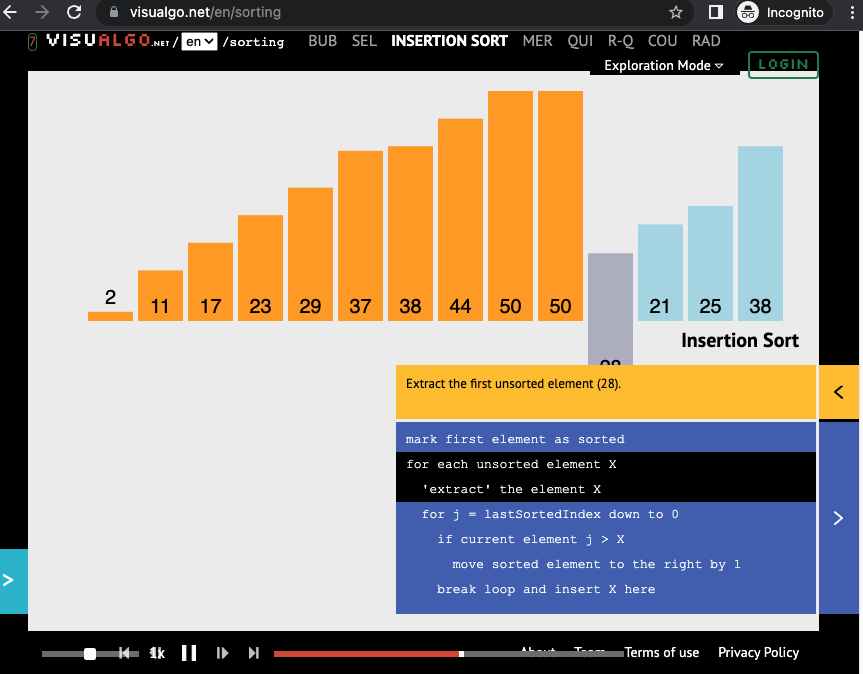 visualgo.net/en/sorting
Incognito
7 VISUALGO.NET / en /sorting BUB SEL INSERTION SORT MER QUI R-Q COU RAD
Exploration Mode LOGIN
2 11 17 23 29 37 38 44 50 50 21 25 38
Insertion Sort
Extract the first unsorted element (28).
mark first element as sorted
for each unsorted element X
'extract' the element X
for j = lastSortedIndex down to 0
if current element j > X
move sorted element to the right by 1
break loop and insert X here
1x About Team Terms of use Privacy Policy